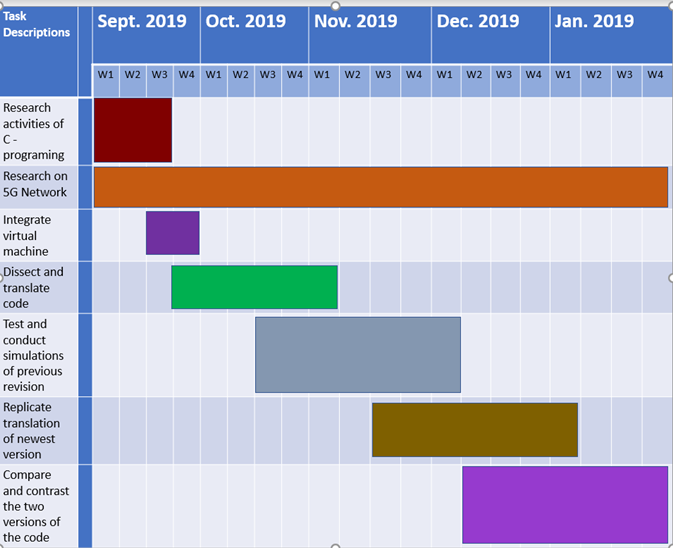 Task
Descriptions
Sept. 2019 Oct. 2019 Nov. 2019 Dec. 2019 Jan. 2019
W1 W2 W3 W4 W1 W2 W3 W4 W1 W2 W3 W4 W1 W2 W3 W4 W1 W2 W3 W4
Research
activities of
C -
programing
Research on
5G Network
Integrate
virtual
machine
Dissect and
translate
code
Test and
conduct
simulations
of previous
revision
Replicate
translation
of newest
version
Compare
and contrast
the two
versions of
the code